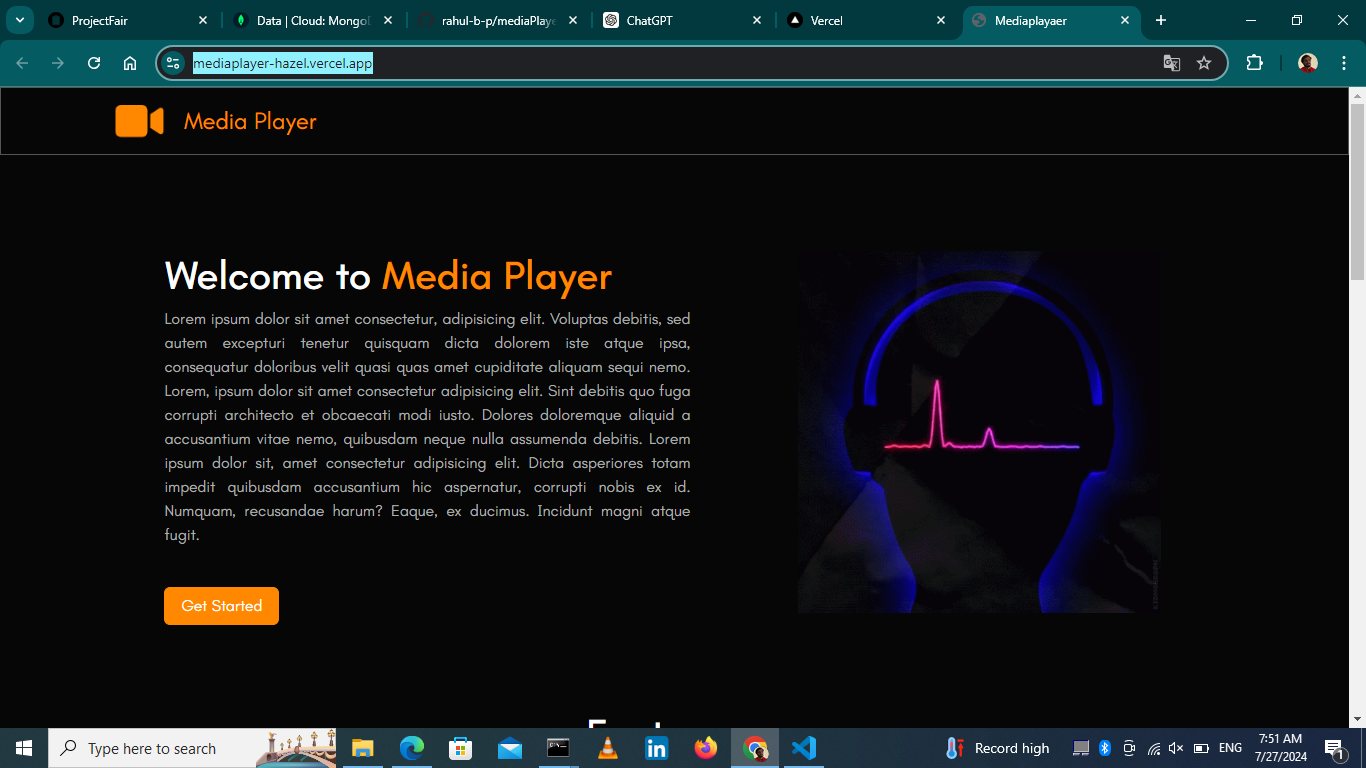 ProjectFair
Data | Cloud: Mongo
rahul-b-p/mediaPlaye
ChatGPT
Vercel
Mediaplayaer
mediaplayer-hazel.vercel.app
Media Player
Welcome to Media Player
Lorem ipsum dolor sit amet consectetur, adipisicing elit. Voluptas debitis, sed
autem excepturi tenetur quisquam dicta dolorem iste atque ipsa,
consequatur doloribus velit quasi quas amet cupiditate aliquam sequi nemo.
Lorem, ipsum dolor sit amet consectetur adipisicing elit. Sint debitis quo fuga
corrupti architecto et obcaecati modi iusto. Dolores doloremque aliquid a
accusantium vitae nemo, quibusdam neque nulla assumenda debitis. Lorem
ipsum dolor sit, amet consectetur adipisicing elit. Dicta asperiores totam
impedit quibusdam accusantium hic aspernatur, corrupti nobis ex id.
Numquam, recusandae harum? Eaque, ex ducimus. Incidunt magni atque
fugit.
Get Started
Type here to search
Record high
ENG
7:51 AM
7/27/2024
1